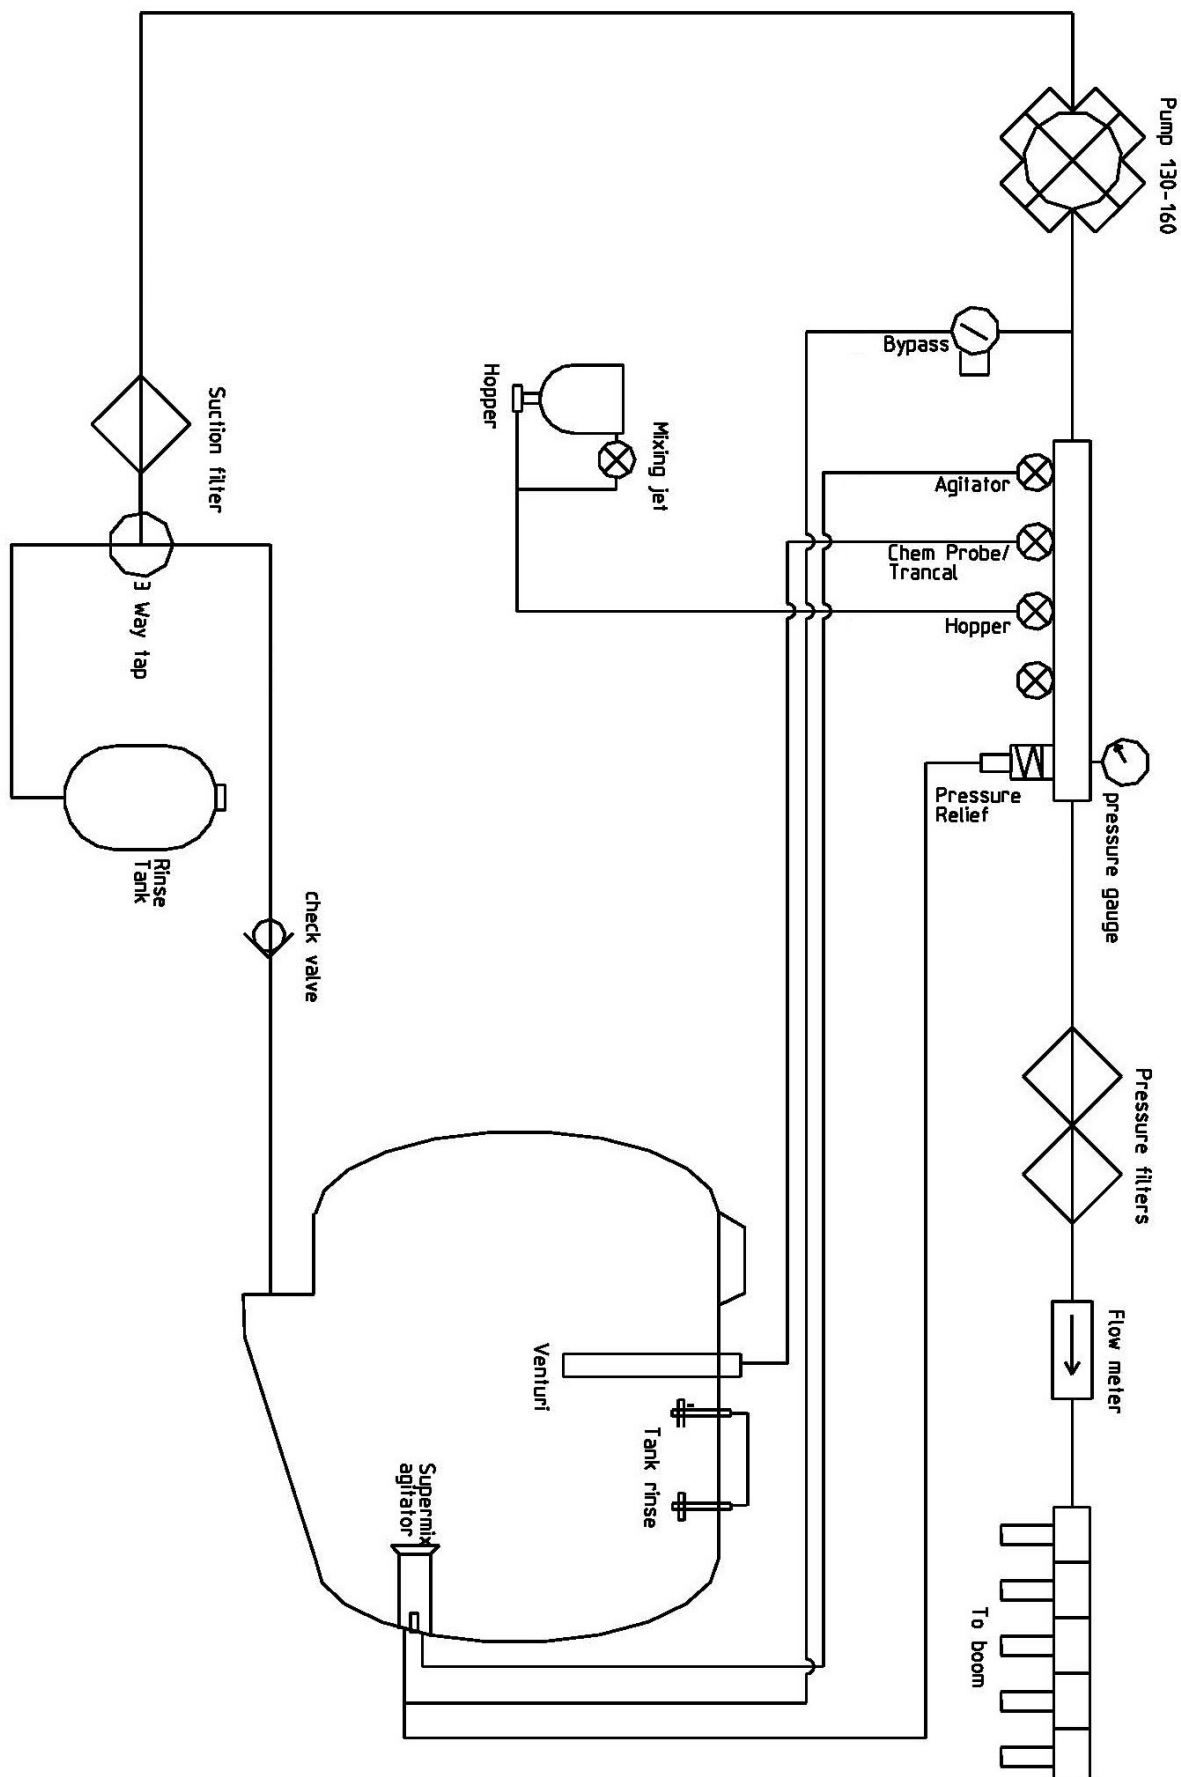 Pump 130-160
Bypass
Hopper
Mixing jet
Suction filter
Agitator
Chem Probe/
Trancal
Hopper
3 Way tap
Pressure
Relief
pressure gauge
Rinse
Tank
check valve
Pressure filters
Flow meter
Venturi
Tank rinse
Supermix
agitator
To boom